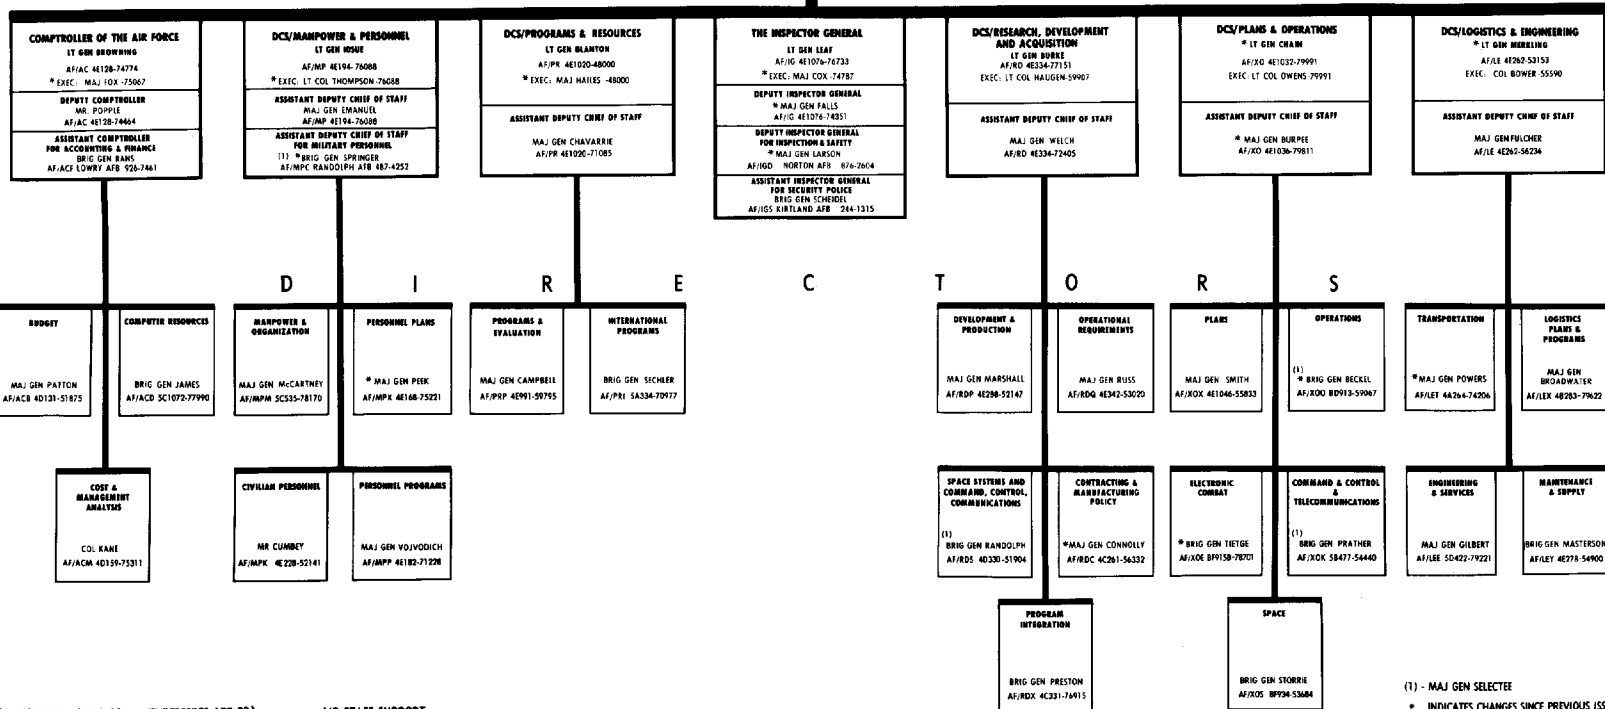 COMPTROLLER OF THE AIR FORCE
LT GEN BROWNING
AF/AC 4E128-74774
* EXEC: MAJ FOX -75067
DEPUTY COMPTROLLER
MR. POPPLE
AF/AC 4E128-74464
ASSISTANT COMPTROLLER
FOR ACCOUNTING & FINANCE
BRIG GEN RANS
AF/ACF LOWRY AFB 926-7461
DCS/MANPOWER & PERSONNEL
LT GEN IOSUE
AF/MP 4E194-76088
* EXEC: LT COL THOMPSON-76088
ASSISTANT DEPUTY CHIEF OF STAFF
MAJ GEN EMANUEL
AF/MP 4E194-76088
ASSISTANT DEPUTY CHIEF OF STAFF
FOR MILITARY PERSONNEL
(1) * BRIG GEN SPRINGER
AF/MPC RANDOLPH AFB 487-4252
DCS/PROGRAMS & RESOURCES
LT GEN BLANTON
AF/PR 4E1020-48000
* EXEC: MAJ HAILES -48000
ASSISTANT DEPUTY CHIEF OF STAFF
MAJ GEN CHAVARRIE
AF/PR 4E1020-71085
THE INSPECTOR GENERAL
LT GEN LEAF
AF/IG 4E1076-76733
* EXEC: MAJ COX -74787
DEPUTY INSPECTOR GENERAL
* MAJ GEN FALLS
AF/IG 4E1076-74351
DEPUTY INSPECTOR GENERAL
FOR INSPECTION & SAFETY
* MAJ GEN LARSON
AF/IGD NORTON AFB 876-2604
ASSISTANT INSPECTOR GENERAL
FOR SECURITY POLICE
BRIG GEN SCHEIDEL
AF/IGS KIRTLAND AFB 244-1315
DCS/RESEARCH, DEVELOPMENT
AND ACQUISITION
LT GEN BURKE
AF/RD 4E334-77151
EXEC: LT COL HAUGEN-59907
ASSISTANT DEPUTY CHIEF OF STAFF
MAJ GEN WELCH
AF/RD 4E334-72405
DCS/PLANS & OPERATIONS
* LT GEN CHAIN
AF/XO 4E1032-79991
EXEC: LT COL OWENS-79991
ASSISTANT DEPUTY CHIEF OF STAFF
* MAJ GEN BURPEE
AF/XO 4E1036-79811
DCS/LOGISTICS & ENGINEERING
* LT GEN MERKLING
AF/LE 4E262-53153
EXEC: COL BOWER-55590
ASSISTANT DEPUTY CHIEF OF STAFF
MAJ GEN FULCHER
AF/LE 4E262-56236
D I R E C T O R S
BUDGET
MAJ GEN PATTON
AF/ACB 4D131-51875
COMPUTER RESOURCES
BRIG GEN JAMES
AF/ACD 5C1072-77990
MANPOWER &
ORGANIZATION
MAJ GEN McCARTNEY
AF/MPM 5C535-78170
PERSONNEL PLANS
* MAJ GEN PEEK
AF/MPX 4E168-75221
PROGRAMS &
EVALUATION
MAJ GEN CAMPBELL
AF/PRP 4E991-59795
INTERNATIONAL
PROGRAMS
BRIG GEN SECHLER
AF/PRI 5A334-70977
DEVELOPMENT &
PRODUCTION
MAJ GEN MARSHALL
AF/RDP 4E288-52147
OPERATIONAL
REQUIREMENTS
MAJ GEN RUSS
AF/RDQ 4E342-53020
PLANS
MAJ GEN SMITH
AF/XOX 4E1046-55833
OPERATIONS
(1)
* BRIG GEN BECKEL
AF/XOO BD913-59067
TRANSPORTATION
* MAJ GEN POWERS
AF/LET 4A264-74206
LOGISTICS
PLANS &
PROGRAMS
MAJ GEN
BROADWATER
AF/LEX 4B283-79622
COST &
MANAGEMENT
ANALYSIS
COL KANE
AF/ACM 4D159-75311
CIVILIAN PERSONNEL
MR CUMBEY
AF/MPK 4E228-52141
PERSONNEL PROGRAMS
MAJ GEN VOJVODICH
AF/MPP 4E182-71228
SPACE SYSTEMS AND
COMMAND, CONTROL,
COMMUNICATIONS
(1)
BRIG GEN RANDOLPH
AF/RDS 4D330-51904
CONTRACTING &
MANUFACTURING
POLICY
* MAJ GEN CONNOLLY
AF/RDC 4C261-56332
ELECTRONIC
COMBAT
* BRIG GEN TIETGE
AF/XOE BF915B-78701
COMMAND & CONTROL
&
TELECOMMUNICATIONS
(1)
BRIG GEN PRATHER
AF/XOK 5B477-54440
ENGINEERING
& SERVICES
MAJ GEN GILBERT
AF/LEE 5D422-79221
MAINTENANCE
& SUPPLY
BRIG GEN MASTERSON
AF/LEY 4E278-54900
PROGRAM
INTEGRATION
BRIG GEN PRESTON
AF/RDX 4C331-76915
SPACE
BRIG GEN STORRIE
AF/XOS BF934-53684
(1) - MAJ GEN SELECTEE
* INDICATES CHANGES SINCE PREVIOUS